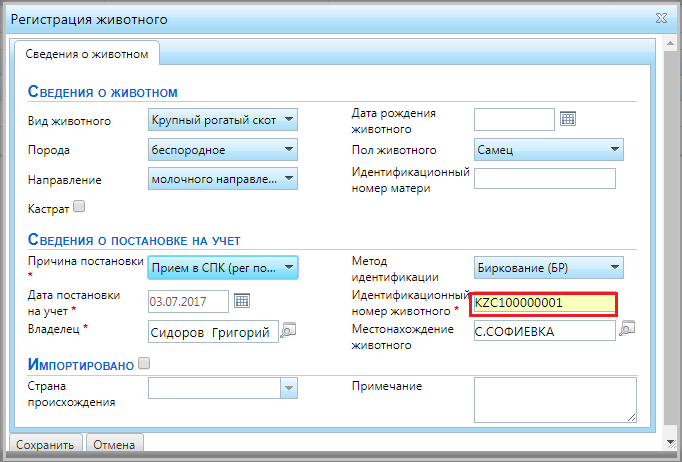 Регистрация животного
Сведения о животном
Сведения о животном
Вид животного
Крупный рогатый скот
Дата рождения
животного
Порода
беспородное
Пол животного
Самец
Направление
молочного направле...
Идентификационный
номер матери
Кастрат
Сведения о постановке на учет
Причина постановки
*
Прием в СПК (рег по...
Метод
идентификации
Биркование (БР)
Дата постановки
на учет *
03.07.2017
Идентификационный
номер животного *
KZC100000001
Владелец *
Сидоров Григорий
Местонахождение
животного
С.СОФИЕВКА
Импортировано
Страна
происхождения
Примечание
Сохранить
Отмена